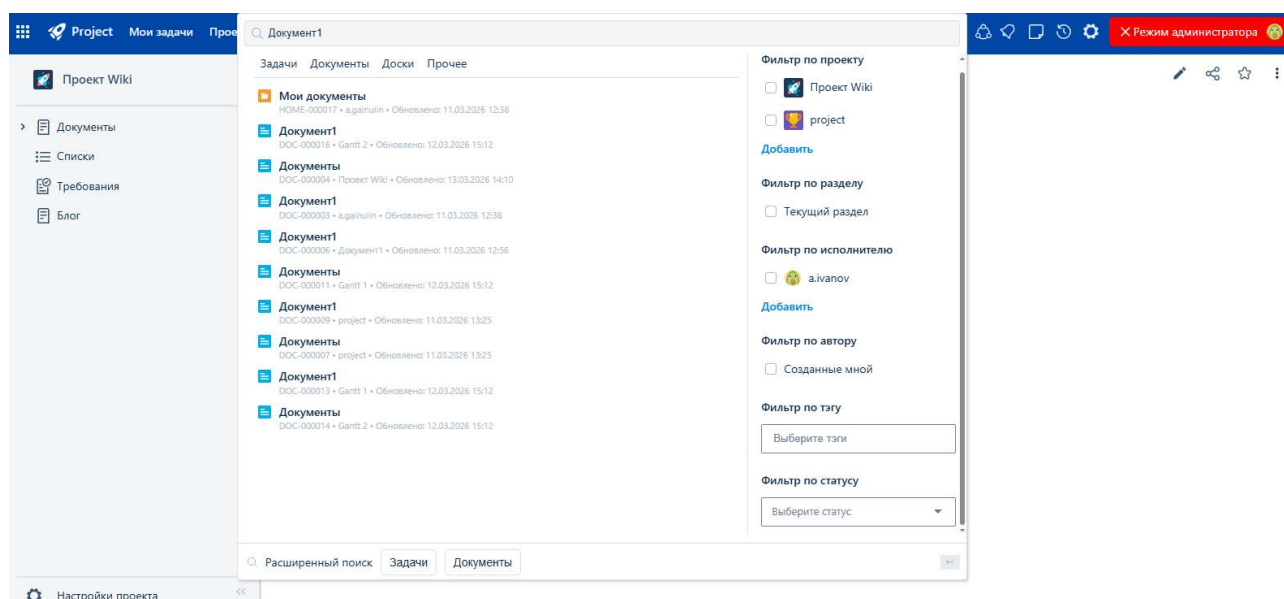 Project Мои задачи Прое
Документ1
Режим администратора
Проект Wiki
Документы
Списки
Требования
Блог
Задачи Документы Доски Прочее
Мои документы
HOME-000017 • a.gainulin • Обновлено: 11.03.2026 12:38
Документ1
DOC-000016 • Gantt 2 • Обновлено: 12.03.2026 15:12
Документы
DOC-000004 • Проект Wiki • Обновлено: 13.03.2026 14:10
Документ1
DOC-000003 • a.gainulin • Обновлено: 11.03.2026 12:38
Документ1
DOC-000006 • Документ1 • Обновлено: 11.03.2026 12:56
Документы
DOC-000011 • Gantt 1 • Обновлено: 12.03.2026 15:12
Документ1
DOC-000009 • project • Обновлено: 11.03.2026 13:25
Документы
DOC-000007 • project • Обновлено: 11.03.2026 13:25
Документ1
DOC-000013 • Gantt 1 • Обновлено: 12.03.2026 15:12
Документы
DOC-000014 • Gantt 2 • Обновлено: 12.03.2026 15:12
Фильтр по проекту
Проект Wiki
project
Добавить
Фильтр по разделу
Текущий раздел
Фильтр по исполнителю
a.ivanov
Добавить
Фильтр по автору
Созданные мной
Фильтр по тэгу
Выберите тэги
Фильтр по статусу
Выберите статус
Расширенный поиск Задачи Документы
Настройки проекта